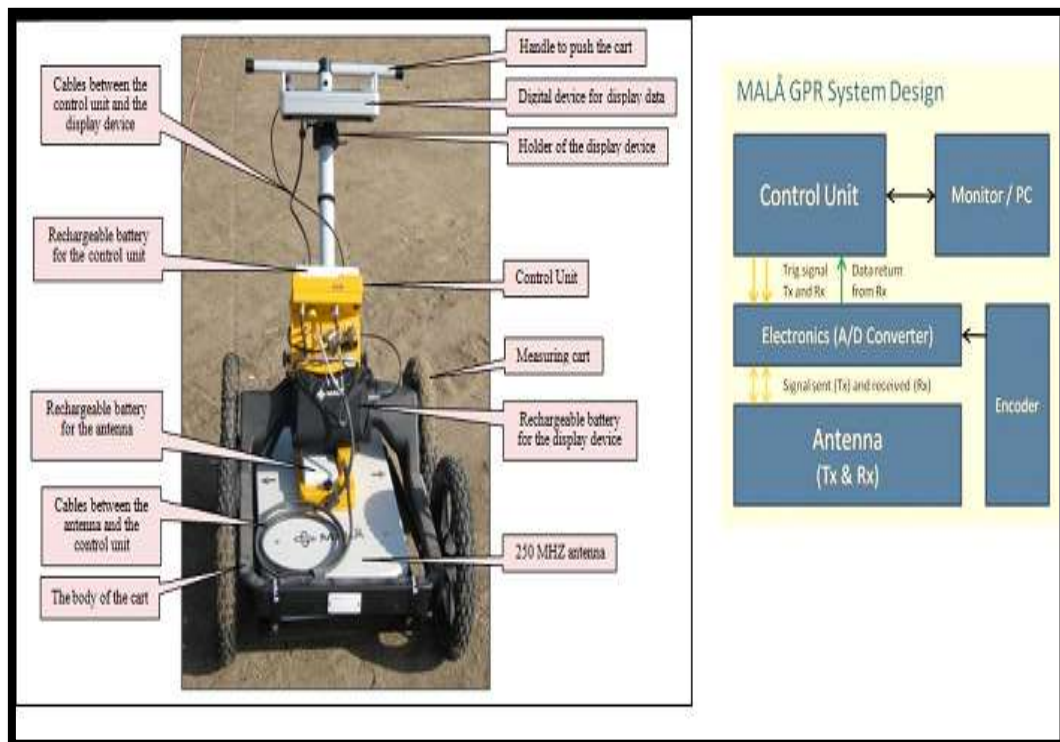 Handle to push the cart
Cables between the
control unit and the
display device
Digital device for display data
Holder of the display device
Rechargeable battery
for the control unit
Control Unit
Measuring cart
Rechargeable battery
for the antenna
Rechargeable battery
for the display device
Cables between the
antenna and the
control unit
250 MHZ antenna
The body of the cart
MALÅ GPR System Design
Control Unit
Monitor / PC
Trig signal
Tx and Rx
Data return
from Rx
Electronics (A/D Converter)
Signal sent (Tx) and received (Rx)
Encoder
Antenna
(Tx & Rx)